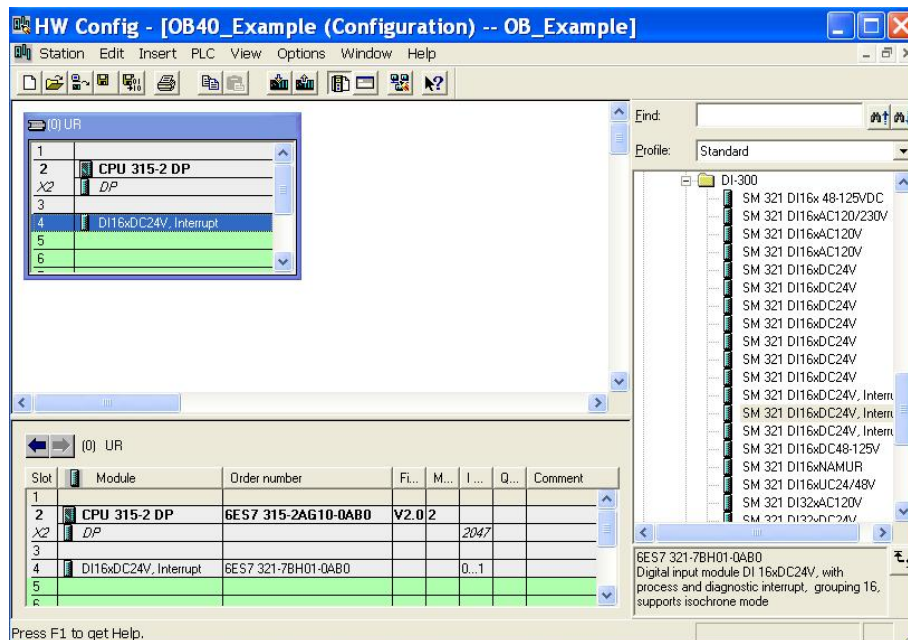 HW Config - [OB40_Example (Configuration) -- OB_Example]
Station Edit Insert PLC View Options Window Help
(0) UR
1
2 CPU 315-2 DP
X2 DP
3
4 DI16xDC24V, Interrupt
5
6
Find:
Profile: Standard
DI-300
SM 321 DI16x 48-125VDC
SM 321 DI16xAC120/230V
SM 321 DI16xAC120V
SM 321 DI16xAC120V
SM 321 DI16xDC24V
SM 321 DI16xDC24V
SM 321 DI16xDC24V
SM 321 DI16xDC24V
SM 321 DI16xDC24V
SM 321 DI16xDC24V
SM 321 DI16xDC24V
SM 321 DI16xDC24V, Interru
SM 321 DI16xDC24V, Interru
SM 321 DI16xDC24V, Interru
SM 321 DI16xDC48-125V
SM 321 DI16xNAMUR
SM 321 DI16xUC24/48V
SM 321 DI32xAC120V
SM 321 DI32xDC24V
(0) UR
Slot Module Order number Fi... M... I... Q... Comment
1
2 CPU 315-2 DP 6ES7 315-2AG10-0AB0 V2.0 2
X2 DP 2047
3
4 DI16xDC24V, Interrupt 6ES7 321-7BH01-0AB0 0...1
5
6
6ES7 321-7BH01-0AB0
Digital input module DI 16xDC24V, with
process and diagnostic interrupt, grouping 16,
supports isochrone mode
Press F1 to get Help.